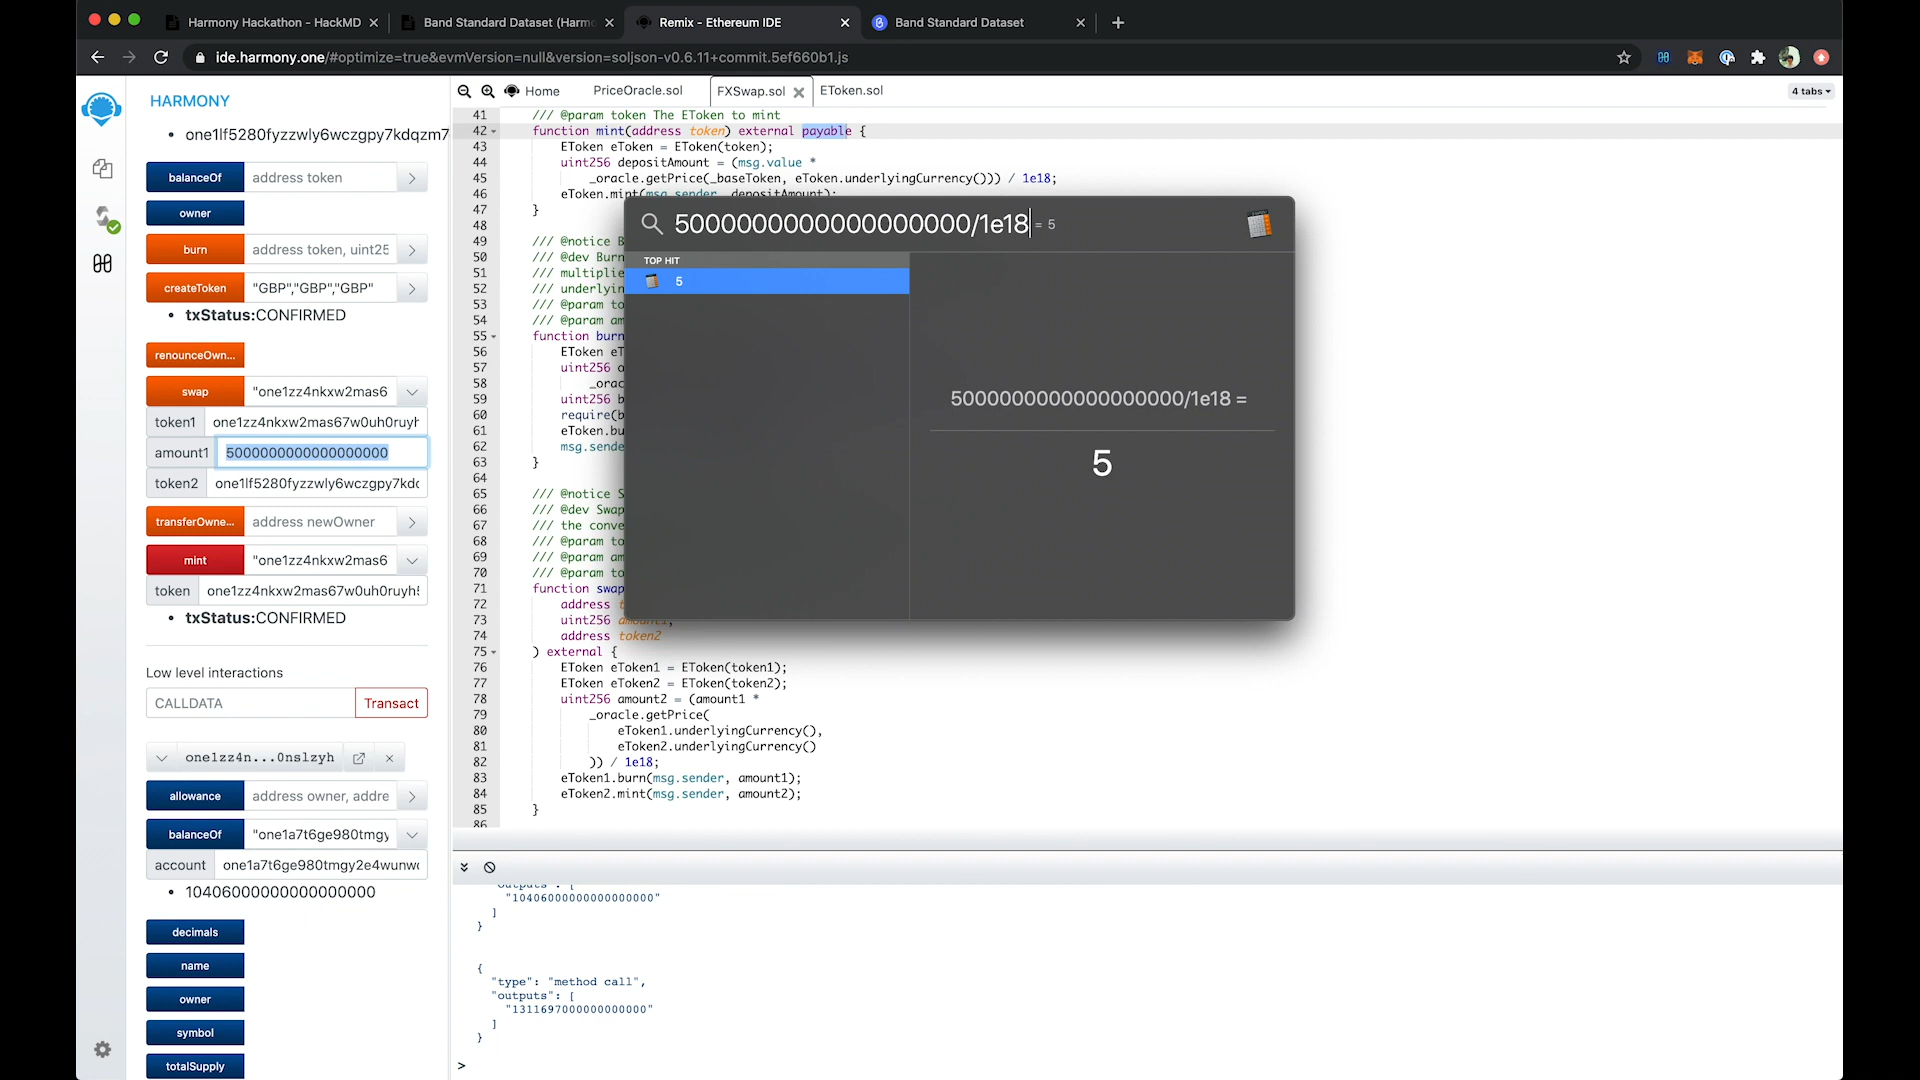 Harmony Hackathon - HackMD
Band Standard Dataset (Harmo
Remix - Ethereum IDE
Band Standard Dataset
ide.harmony.one/#optimize=true&evmVersion=null&version=soljson-v0.6.11+commit.5ef660b1.js
HARMONY
one1lf5280fyzzwly6wczgpy7kdqzm7
balanceOf
address token
owner
burn
address token, uint25
createToken
"GBP","GBP","GBP"
txStatus:CONFIRMED
renounceOwn...
swap
"one1zz4nkxw2mas6
token1
one1zz4nkxw2mas67w0uh0ruyh
amount1
5000000000000000000
token2
one1lf5280fyzzwly6wczgpy7kdc
transferOwne...
address newOwner
mint
"one1zz4nkxw2mas6
token
one1zz4nkxw2mas67w0uh0ruyh!
txStatus:CONFIRMED
Low level interactions
CALLDATA
Transact
one1zz4n...0nslzyh
allowance
address owner, addre
balanceOf
"one1a7t6ge980tmgy
account
one1a7t6ge980tmgy2e4wunwc
10406000000000000000
decimals
name
owner
symbol
totalSupply
Home
PriceOracle.sol
FXSwap.sol
EToken.sol
4 tabs
41 /// @param token The EToken to mint
42 function mint(address token) external payable {
43 EToken eToken = EToken(token);
44 uint256 depositAmount = (msg.value *
45 _oracle.getPrice(_baseToken, eToken.underlyingCurrency())) / 1e18;
46 eToken.mint(msg.sender, depositAmount);
47 }
48
49 /// @notice B
50 /// @dev Burn
51 /// multiplie
52 /// underlyin
53 /// @param to
54 /// @param am
55 function burn
56 EToken eT
57 uint256 o
58 _orac
59 uint256 b
60 require(b
61 eToken.bu
62 msg.sende
63 }
64
65 /// @notice S
66 /// @dev Swap
67 /// the conve
68 /// @param to
69 /// @param am
70 /// @param to
71 function swap
72 address t
73 uint256 amount1,
74 address token2
75 ) external {
76 EToken eToken1 = EToken(token1);
77 EToken eToken2 = EToken(token2);
78 uint256 amount2 = (amount1 *
79 _oracle.getPrice(
80 eToken1.underlyingCurrency(),
81 eToken2.underlyingCurrency()
82 )) / 1e18;
83 eToken1.burn(msg.sender, amount1);
84 eToken2.mint(msg.sender, amount2);
85 }
86
5000000000000000000/1e18 = 5
TOP HIT
5
5000000000000000000/1e18 =
5
"outputs": [
"10406000000000000000"
]
}
{
"type": "method call",
"outputs": [
"1311697000000000000"
]
}
>